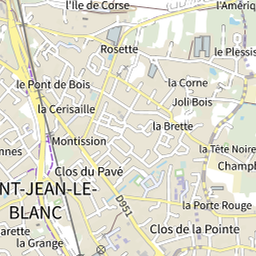 l'Île de Corse
l'Amériq
Rosette
le Plessis
le Pont de Bois
la Corne
Joli Bois
la Cerisaille
la Brette
Montission
la Tête Noire
nnes
Clos du Pavé
Champ
NT-JEAN-LE-
BLANC
D951
la Porte Rouge
arette
la Grange
Clos de la Pointe